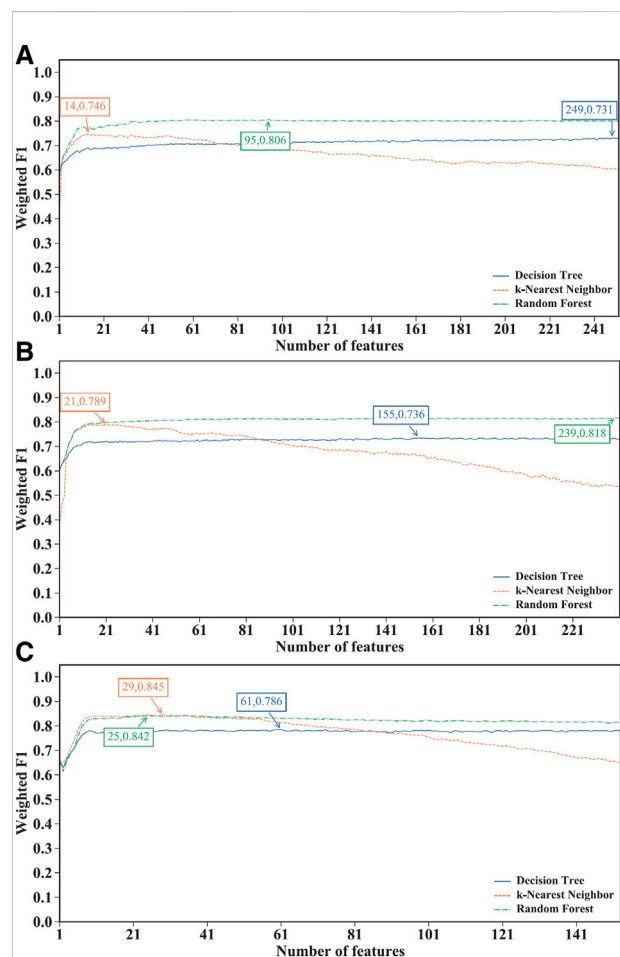 A
1.0
0.9
0.8
0.7
0.6
0.5
0.4
0.3
0.2
0.1
0.0
Weighted F1
14,0.746
95,0.806
249,0.731
Decision Tree
k-Nearest Neighbor
Random Forest
1 21 41 61 81 101 121 141 161 181 201 221 241
Number of features
B
1.0
0.9
0.8
0.7
0.6
0.5
0.4
0.3
0.2
0.1
0.0
Weighted F1
21,0.789
155,0.736
239,0.818
Decision Tree
k-Nearest Neighbor
Random Forest
1 21 41 61 81 101 121 141 161 181 201 221
Number of features
C
1.0
0.9
0.8
0.7
0.6
0.5
0.4
0.3
0.2
0.1
0.0
Weighted F1
29,0.845
61,0.786
25,0.842
Decision Tree
k-Nearest Neighbor
Random Forest
1 21 41 61 81 101 121 141
Number of features